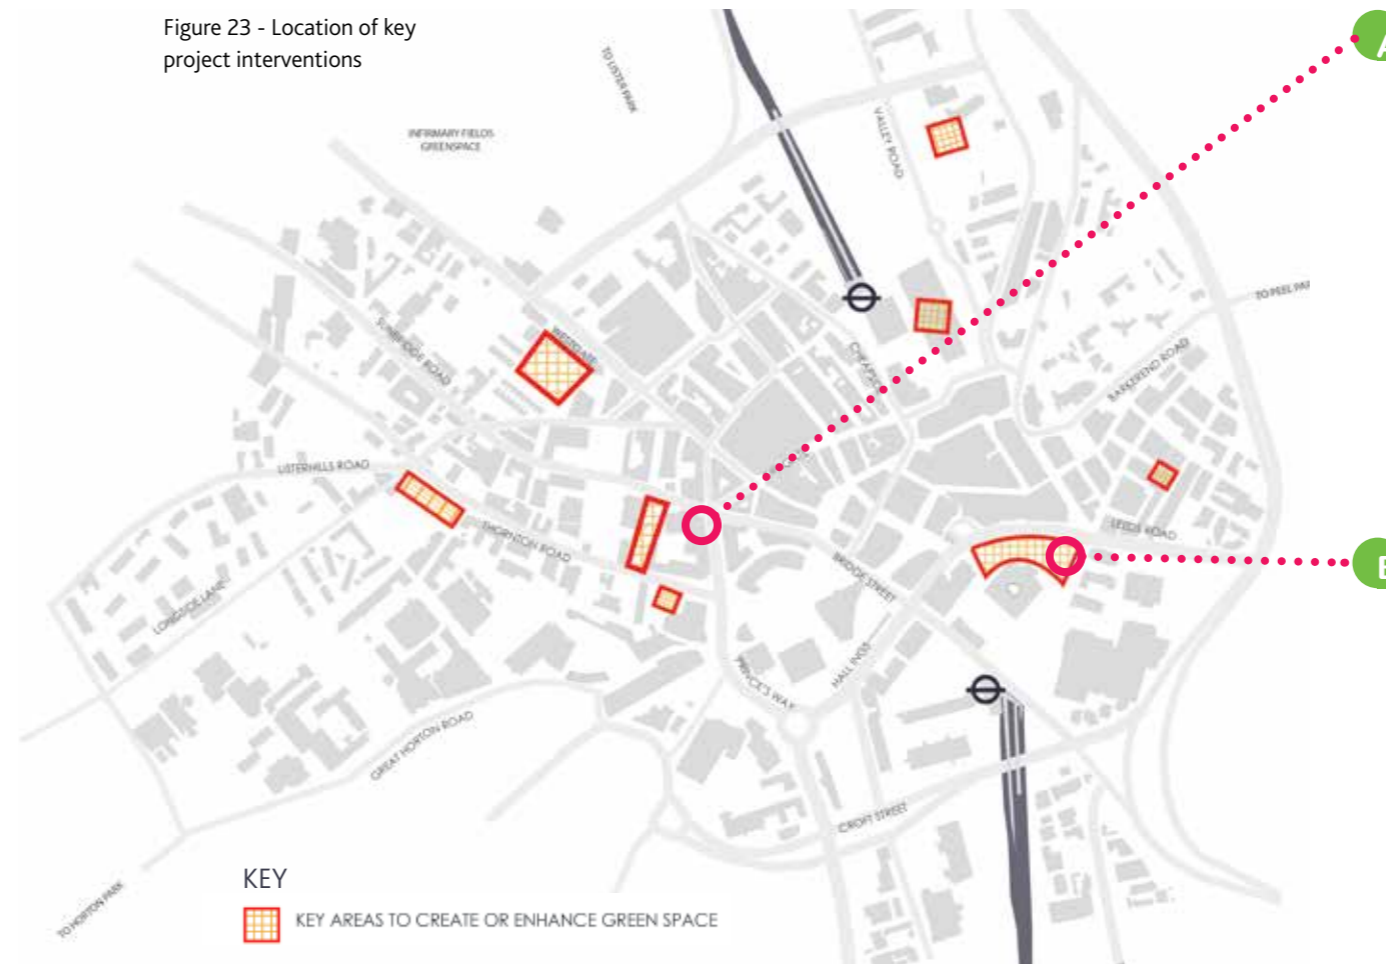 Figure 23 - Location of key
project interventions
A
TO LISTER PARK
INFIRMARY FIELDS
GREENSPACE
VALLEY ROAD
TO PEEL PAR
WESTGATE
SUNBRIDGE ROAD
BARKEREND ROAD
LISTERHILLS ROAD
THORNTON ROAD
LEEDS ROAD
BRIDGE STREET
B
LONGSIDE LANE
HALL INGS
PRINCE'S WAY
GREAT HORTON ROAD
CROFT STREET
TO HORTON PARK
KEY
KEY AREAS TO CREATE OR ENHANCE GREEN SPACE